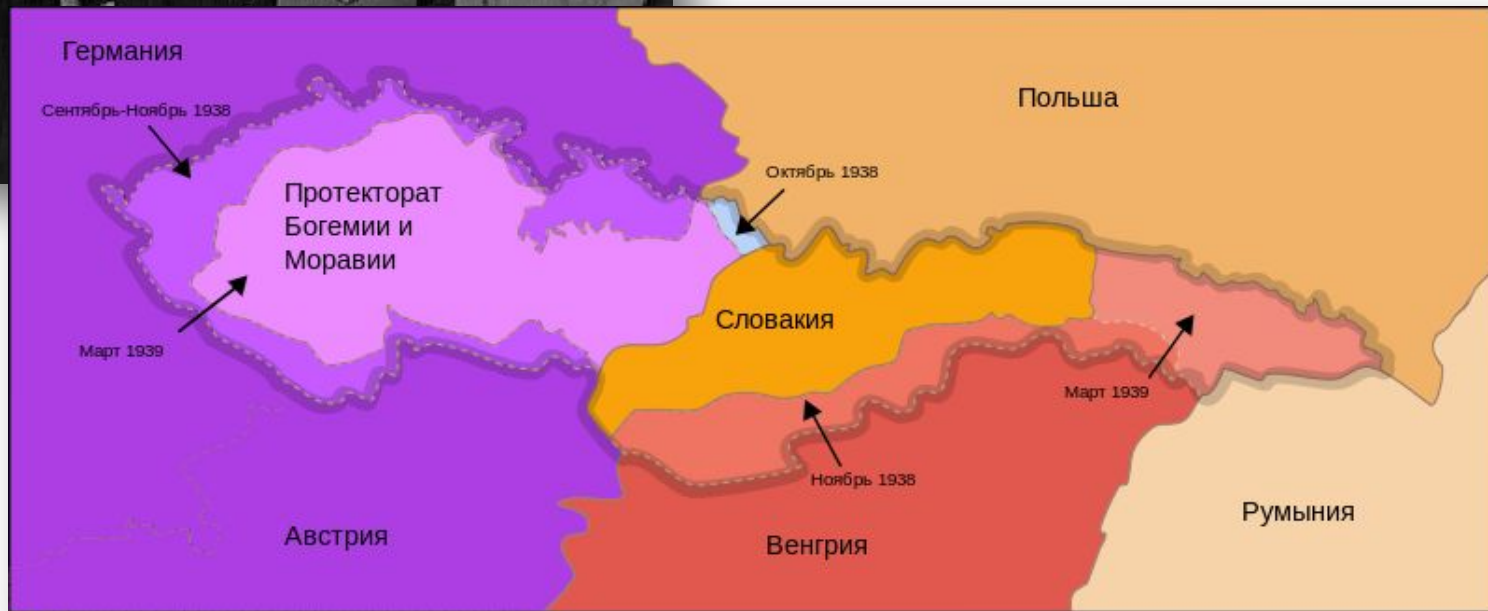 Германия
Сентябрь-Ноябрь 1938
Польша
Октябрь 1938
Протекторат
Богемии и
Моравии
Словакия
Март 1939
Март 1939
Ноябрь 1938
Румыния
Австрия
Венгрия